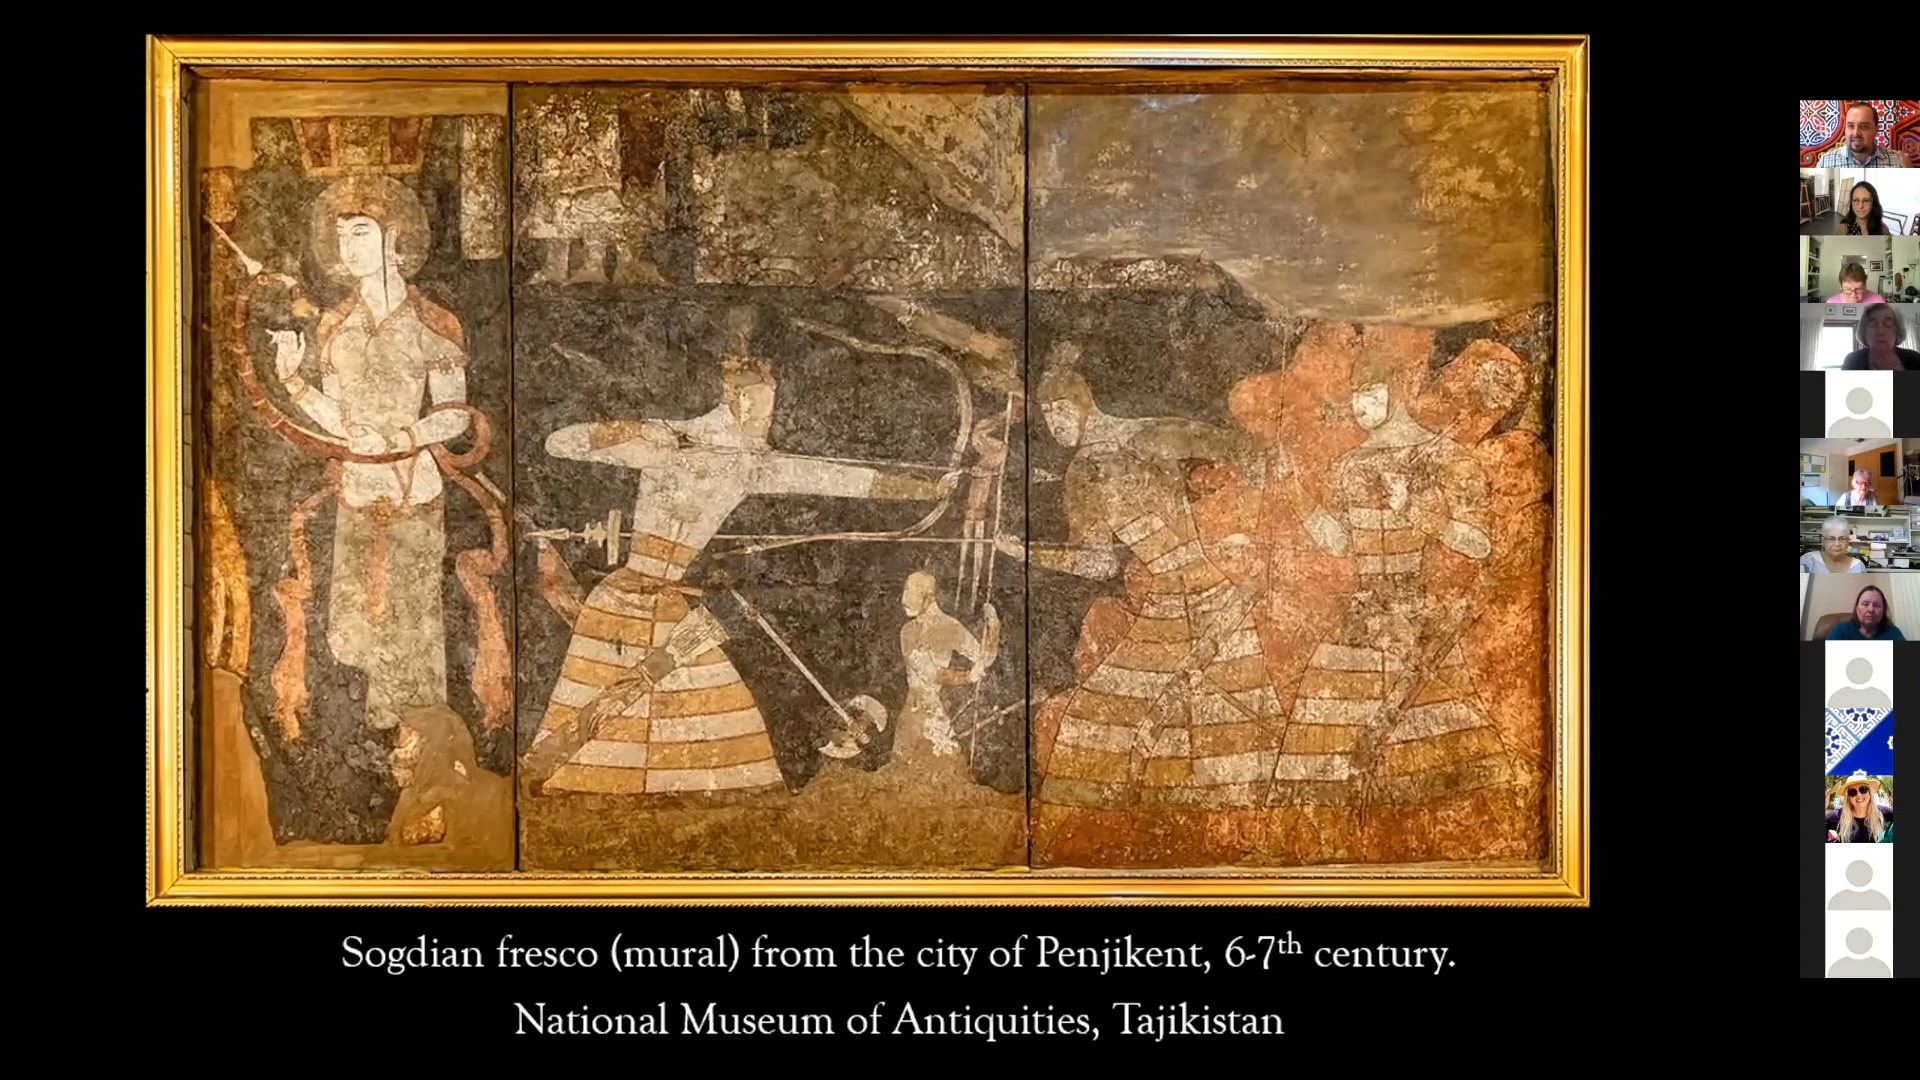 Sogdian fresco (mural) from the city of Penjikent, 6-7th century.
National Museum of Antiquities, Tajikistan